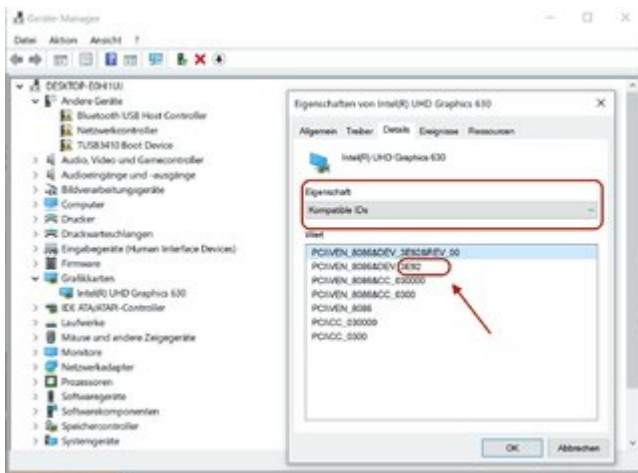 Geräte-Manager
Datei Aktion Ansicht ?
DESKTOP-E0HI1UU
Andere Geräte
Bluetooth USB Host Controller
Netzwerkcontroller
TUSB3410 Boot Device
Audio, Video und Gamecontroller
Audioeingänge und -ausgänge
Bildverarbeitungsgeräte
Computer
Drucker
Druckwarteschlangen
Eingabegeräte (Human Interface Devices)
Firmware
Grafikkarten
Intel(R) UHD Graphics 630
IDE ATA/ATAPI-Controller
Laufwerke
Mäuse und andere Zeigegeräte
Monitore
Netzwerkadapter
Prozessoren
Softwaregeräte
Softwarekomponenten
Speichercontroller
Systemgeräte
Eigenschaften von Intel(R) UHD Graphics 630
Allgemein Treiber Details Ereignisse Ressourcen
Intel(R) UHD Graphics 630
Eigenschaft
Kompatible IDs
Wert
PCI\VEN_8086&DEV_3E92&REV_00
PCI\VEN_8086&DEV_3E92
PCI\VEN_8086&CC_030000
PCI\VEN_8086&CC_0300
PCI\VEN_8086
PCI\CC_030000
PCI\CC_0300
OK Abbrechen